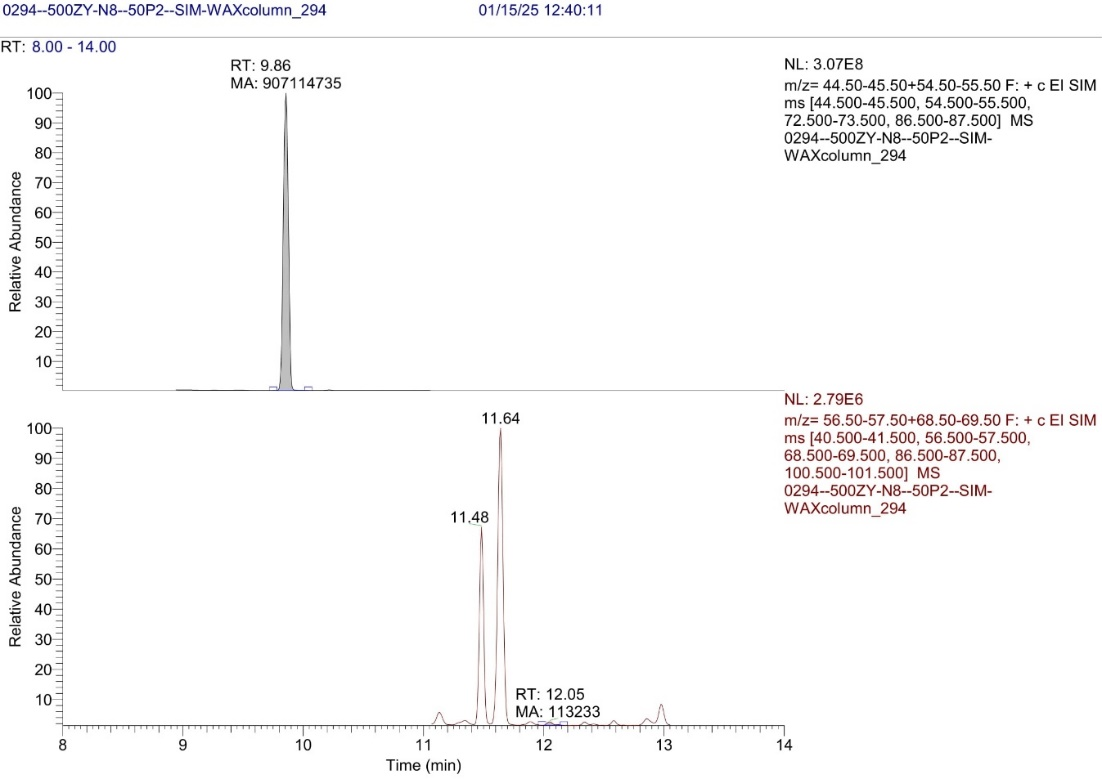 0294--500ZY-N8--50P2--SIM-WAXcolumn_294 01/15/25 12:40:11
RT: 8.00 - 14.00
RT: 9.86
MA: 907114735
100
90
80
70
60
50
40
30
20
10
Relative Abundance
NL: 3.07E8
m/z= 44.50-45.50+54.50-55.50 F: + c EI SIM
ms [44.500-45.500, 54.500-55.500,
72.500-73.500, 86.500-87.500] MS
0294--500ZY-N8--50P2--SIM-
WAXcolumn_294
11.64
11.48
RT: 12.05
MA: 113233
100
90
80
70
60
50
40
30
20
10
Relative Abundance
NL: 2.79E6
m/z= 56.50-57.50+68.50-69.50 F: + c EI SIM
ms [40.500-41.500, 56.500-57.500,
68.500-69.500, 86.500-87.500,
100.500-101.500] MS
0294--500ZY-N8--50P2--SIM-
WAXcolumn_294
8 9 10 11 12 13 14
Time (min)